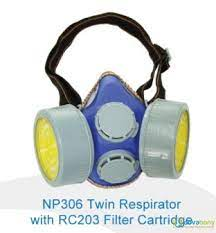 NP306 Twin Respirator
with RC203 Filter Cartridge